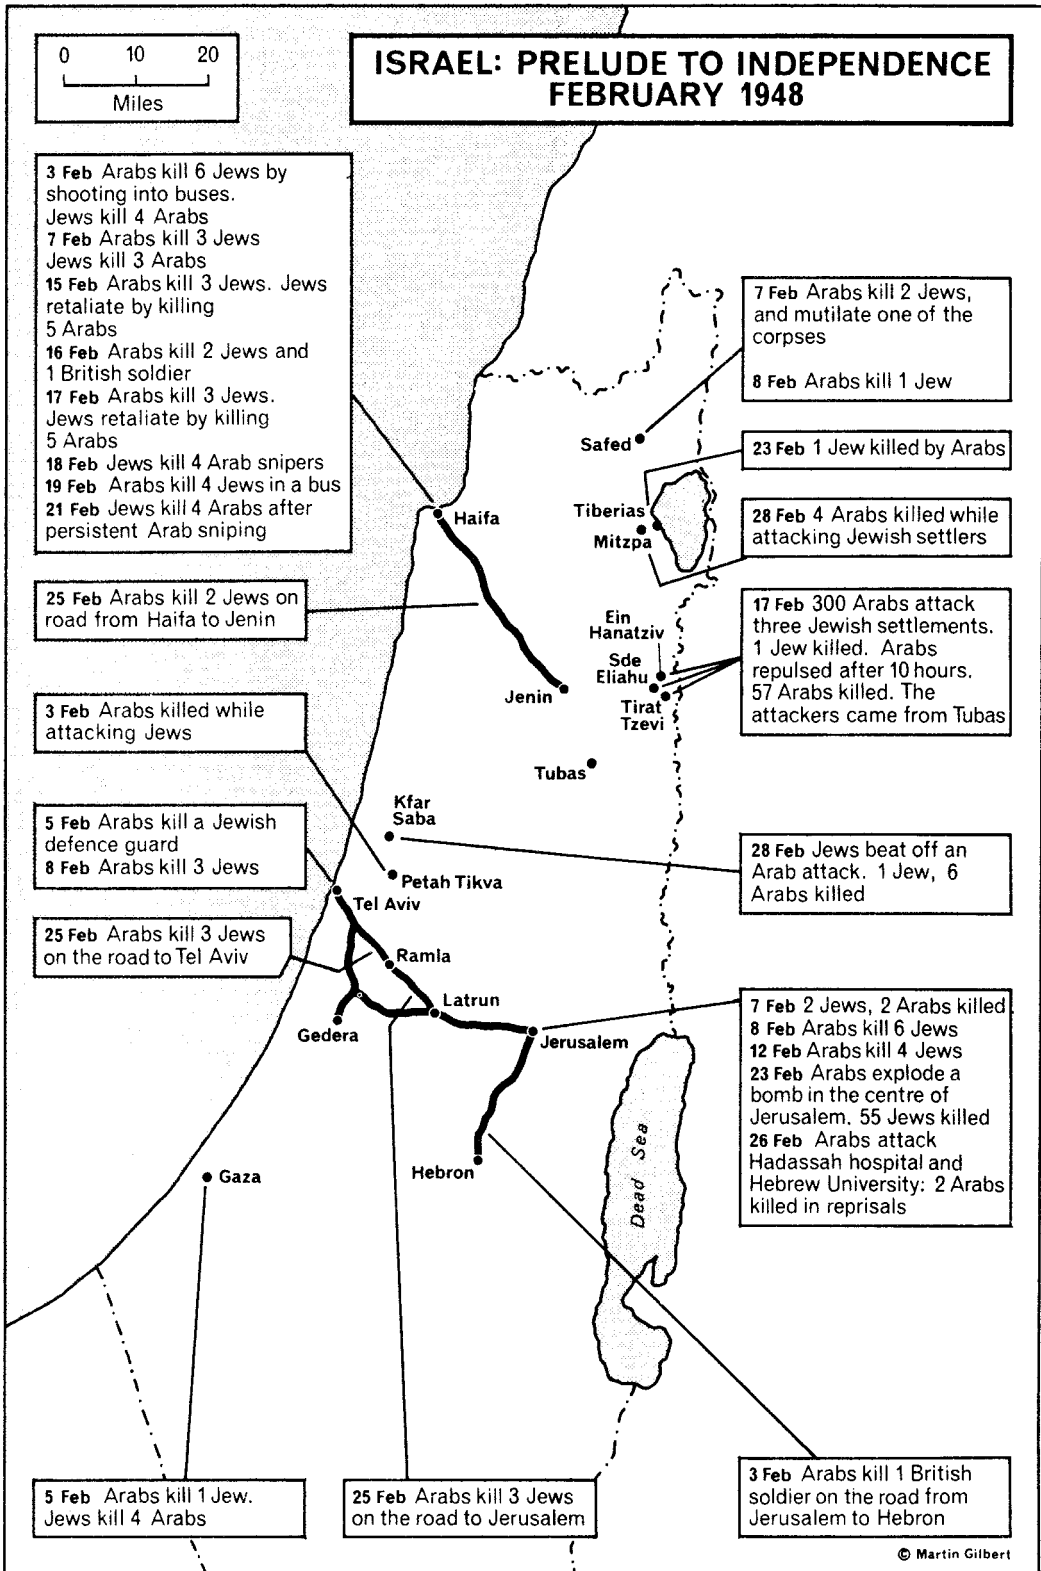 0 10 20
Miles
ISRAEL: PRELUDE TO INDEPENDENCE
FEBRUARY 1948
3 Feb Arabs kill 6 Jews by
shooting into buses.
Jews kill 4 Arabs
7 Feb Arabs kill 3 Jews
Jews kill 3 Arabs
15 Feb Arabs kill 3 Jews. Jews
retaliate by killing
5 Arabs
16 Feb Arabs kill 2 Jews and
1 British soldier
17 Feb Arabs kill 3 Jews.
Jews retaliate by killing
5 Arabs
18 Feb Jews kill 4 Arab snipers
19 Feb Arabs kill 4 Jews in a bus
21 Feb Jews kill 4 Arabs after
persistent Arab sniping
7 Feb Arabs kill 2 Jews,
and mutilate one of the
corpses
8 Feb Arabs kill 1 Jew
Safed
23 Feb 1 Jew killed by Arabs
Haifa
Tiberias
Mitzpa
28 Feb 4 Arabs killed while
attacking Jewish settlers
25 Feb Arabs kill 2 Jews on
road from Haifa to Jenin
Ein
Hanatziv
Sde
Eliahu
Tirat
Tzevi
17 Feb 300 Arabs attack
three Jewish settlements.
1 Jew killed. Arabs
repulsed after 10 hours.
57 Arabs killed. The
attackers came from Tubas
Jenin
3 Feb Arabs killed while
attacking Jews
Tubas
Kfar
Saba
5 Feb Arabs kill a Jewish
defence guard
8 Feb Arabs kill 3 Jews
28 Feb Jews beat off an
Arab attack. 1 Jew, 6
Arabs killed
Petah Tikva
Tel Aviv
25 Feb Arabs kill 3 Jews
on the road to Tel Aviv
Ramla
Latrun
Gedera
Jerusalem
7 Feb 2 Jews, 2 Arabs killed
8 Feb Arabs kill 6 Jews
12 Feb Arabs kill 4 Jews
23 Feb Arabs explode a
bomb in the centre of
Jerusalem. 55 Jews killed
26 Feb Arabs attack
Hadassah hospital and
Hebrew University: 2 Arabs
killed in reprisals
Dead Sea
Hebron
Gaza
5 Feb Arabs kill 1 Jew.
Jews kill 4 Arabs
25 Feb Arabs kill 3 Jews
on the road to Jerusalem
3 Feb Arabs kill 1 British
soldier on the road from
Jerusalem to Hebron
© Martin Gilbert